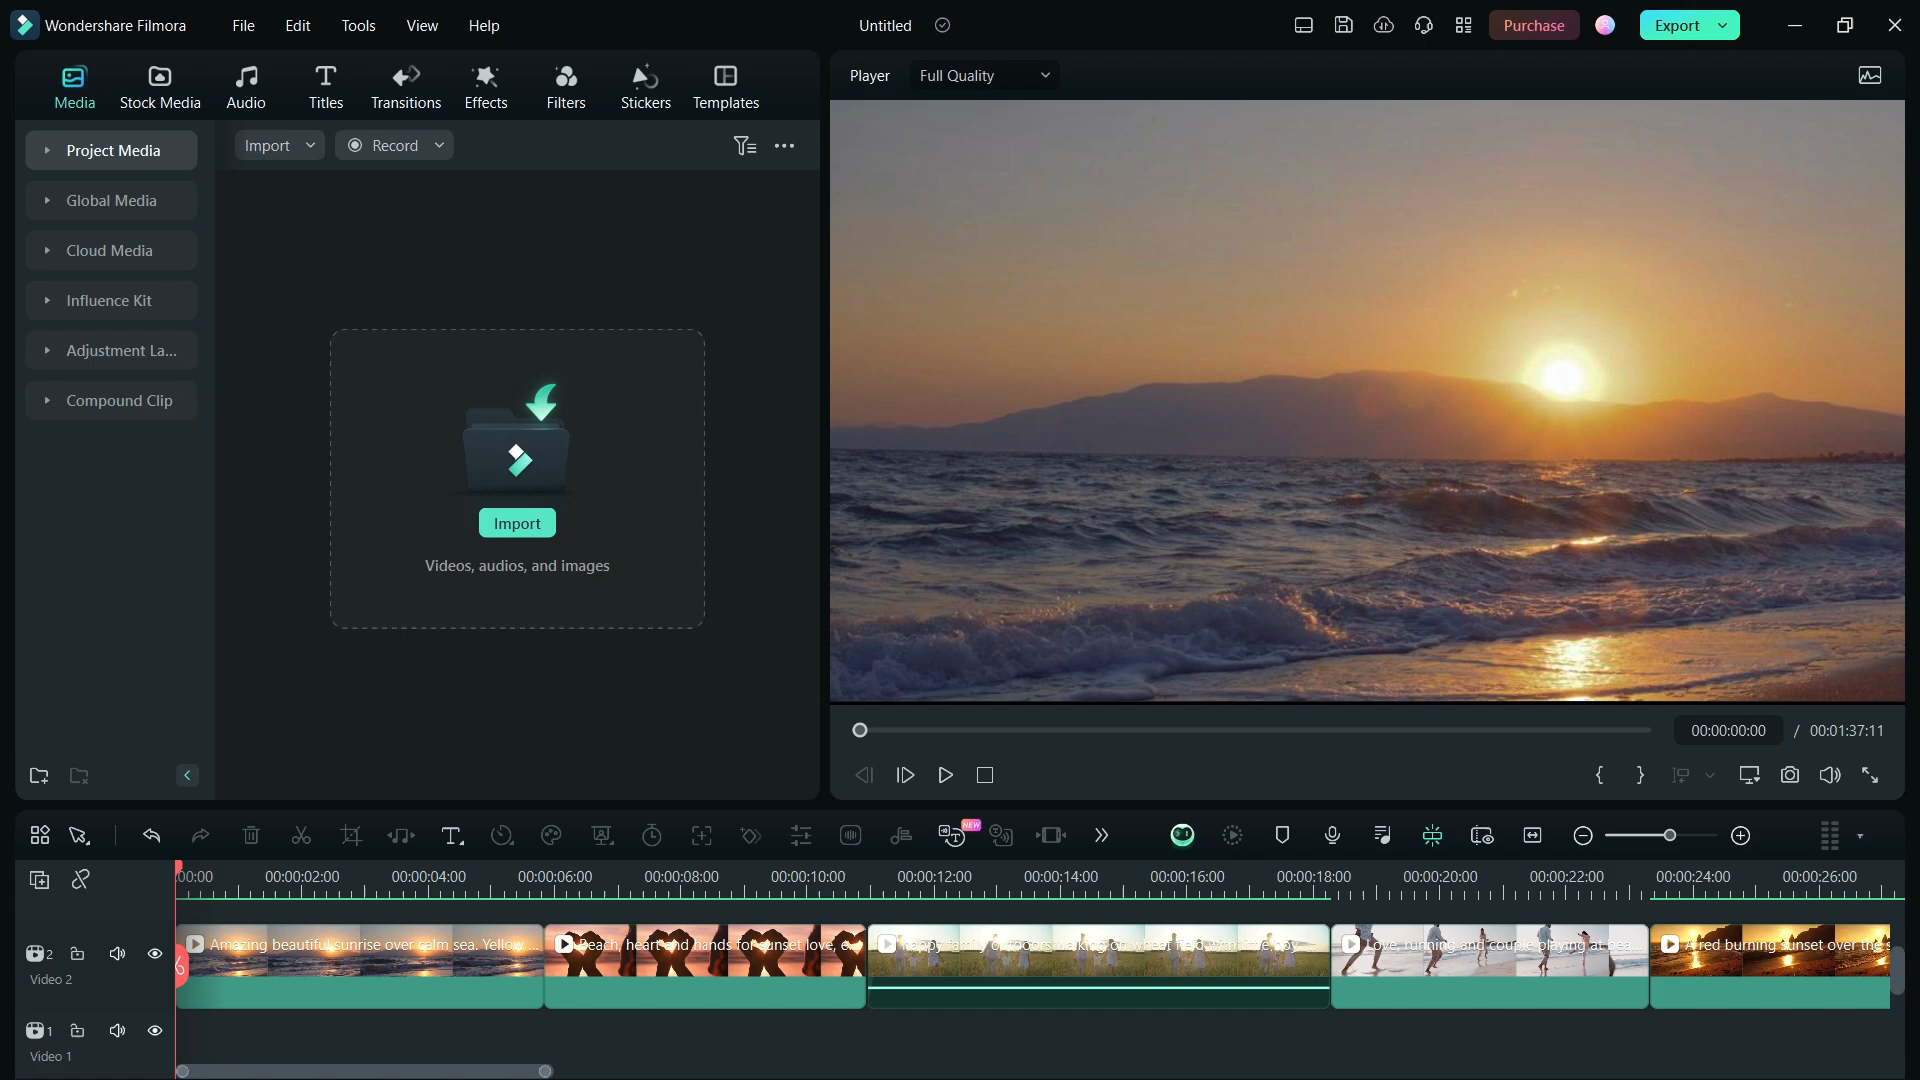 Wondershare Filmora
File
Edit
Tools
View
Help
Untitled
Purchase
Export
Media
Stock Media
Audio
Titles
Transitions
Effects
Filters
Stickers
Templates
Player
Full Quality
Project Media
Global Media
Cloud Media
Influence Kit
Adjustment La...
Compound Clip
Import
Record
Import
Videos, audios, and images
00:00:00:00 / 00:01:37:11
NEW
:00:00
00:00:02:00
00:00:04:00
00:00:06:00
00:00:08:00
00:00:10:00
00:00:12:00
00:00:14:00
00:00:16:00
00:00:18:00
00:00:20:00
00:00:22:00
00:00:24:00
00:00:26:00
2
Video 2
Amazing beautiful sunrise over calm sea. Yellow ...
Beach, heart and hands for sunset love, c...
Happy family outdoors walking on wheat field
Love, running and couple playing at bea...
A red burning sunset over the s
1
Video 1